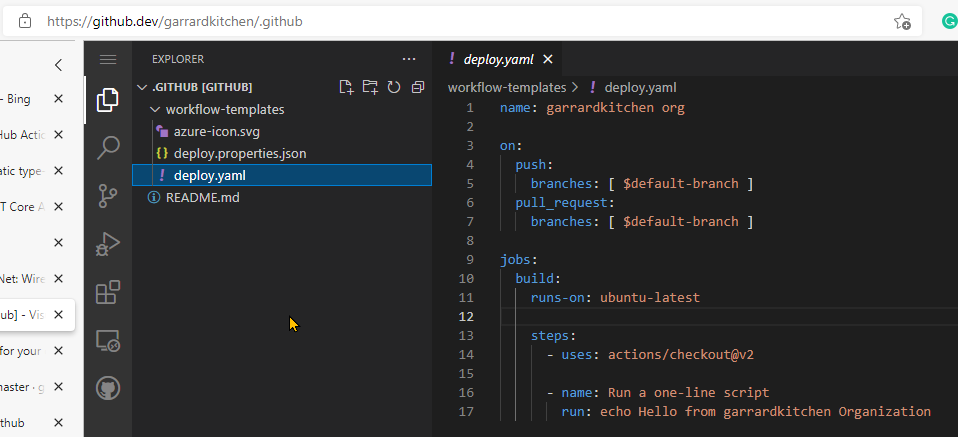 https://github.dev/garrardkitchen/.github
- Bing
Hub Actio
atic type-
T Core A
Net: Wire
ub] - Vis
for your
master · g
thub
EXPLORER
.GITHUB [GITHUB]
workflow-templates
azure-icon.svg
deploy.properties.json
deploy.yaml
README.md
deploy.yaml
workflow-templates > ! deploy.yaml
1 name: garrardkitchen org
2
3 on:
4 push:
5 branches: [ $default-branch ]
6 pull_request:
7 branches: [ $default-branch ]
8
9 jobs:
10 build:
11 runs-on: ubuntu-latest
12
13 steps:
14 - uses: actions/checkout@v2
15
16 - name: Run a one-line script
17 run: echo Hello from garrardkitchen Organization